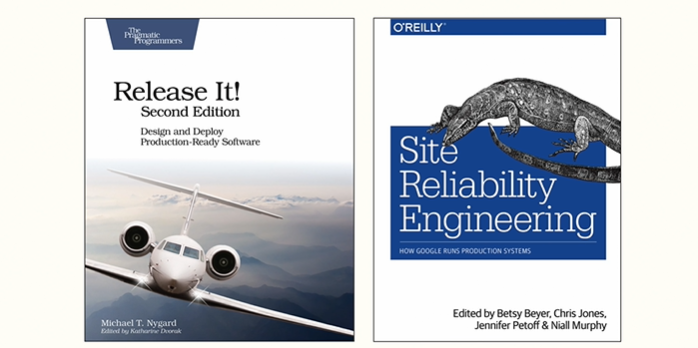 The
Pragmatic
Programmers
Release It!
Second Edition
Design and Deploy
Production-Ready Software
Michael T. Nygard
Edited by Katharine Dvorak
O'REILLY®
Site
Reliability
Engineering
HOW GOOGLE RUNS PRODUCTION SYSTEMS
Edited by Betsy Beyer, Chris Jones,
Jennifer Petoff & Niall Murphy